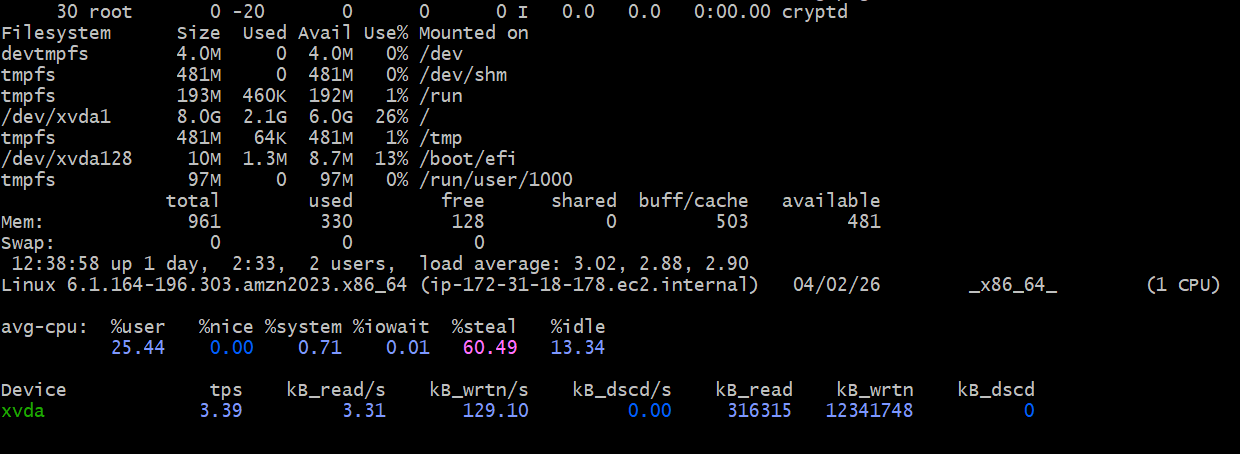 30 root 0 -20 0 0 0 I 0.0 0.0 0:00.00 cryptd
Filesystem Size Used Avail Use% Mounted on
devtmpfs 4.0M 0 4.0M 0% /dev
tmpfs 481M 0 481M 0% /dev/shm
tmpfs 193M 460K 192M 1% /run
/dev/xvda1 8.0G 2.1G 6.0G 26% /
tmpfs 481M 64K 481M 1% /tmp
/dev/xvda128 10M 1.3M 8.7M 13% /boot/efi
tmpfs 97M 0 97M 0% /run/user/1000
total used free shared buff/cache available
Mem: 961 330 128 0 503 481
Swap: 0 0 0
12:38:58 up 1 day, 2:33, 2 users, load average: 3.02, 2.88, 2.90
Linux 6.1.164-196.303.amzn2023.x86_64 (ip-172-31-18-178.ec2.internal) 04/02/26 _x86_64_ (1 CPU)
avg-cpu: %user %nice %system %iowait %steal %idle
25.44 0.00 0.71 0.01 60.49 13.34
Device tps kB_read/s kB_wrtn/s kB_dscd/s kB_read kB_wrtn kB_dscd
xvda 3.39 3.31 129.10 0.00 316315 12341748 0